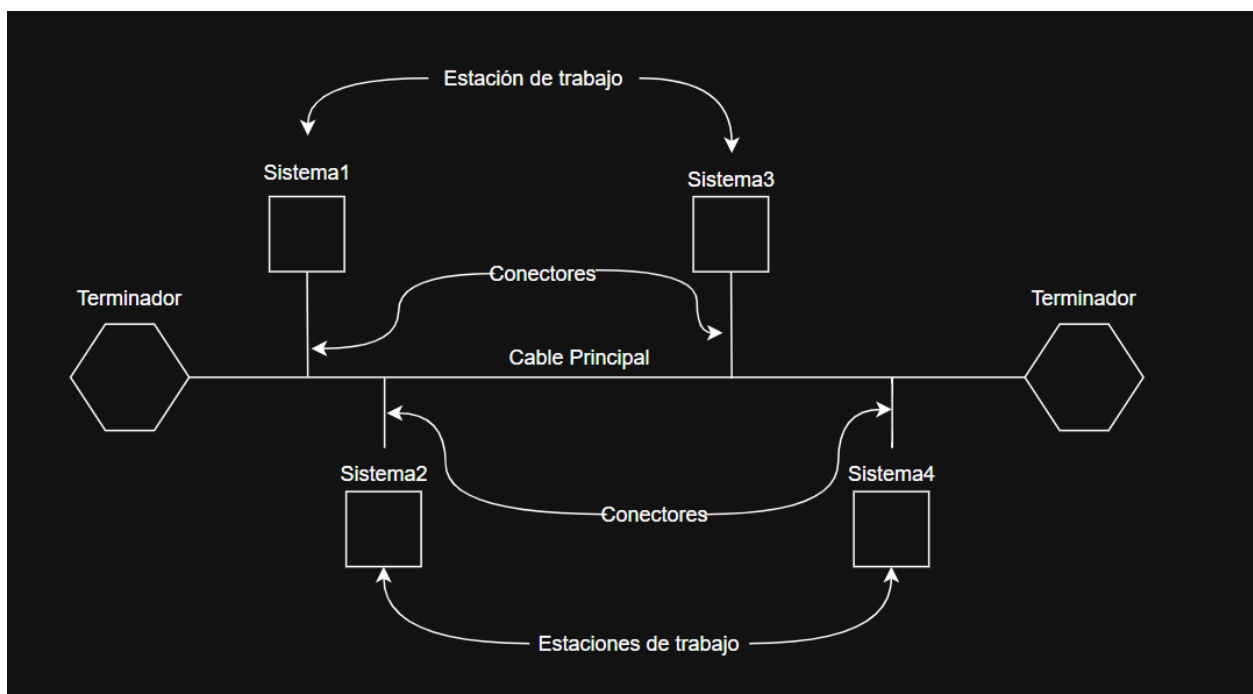 Estación de trabajo
Sistema1
Sistema3
Conectores
Terminador
Terminador
Cable Principal
Sistema2
Sistema4
Conectores
Estaciones de trabajo